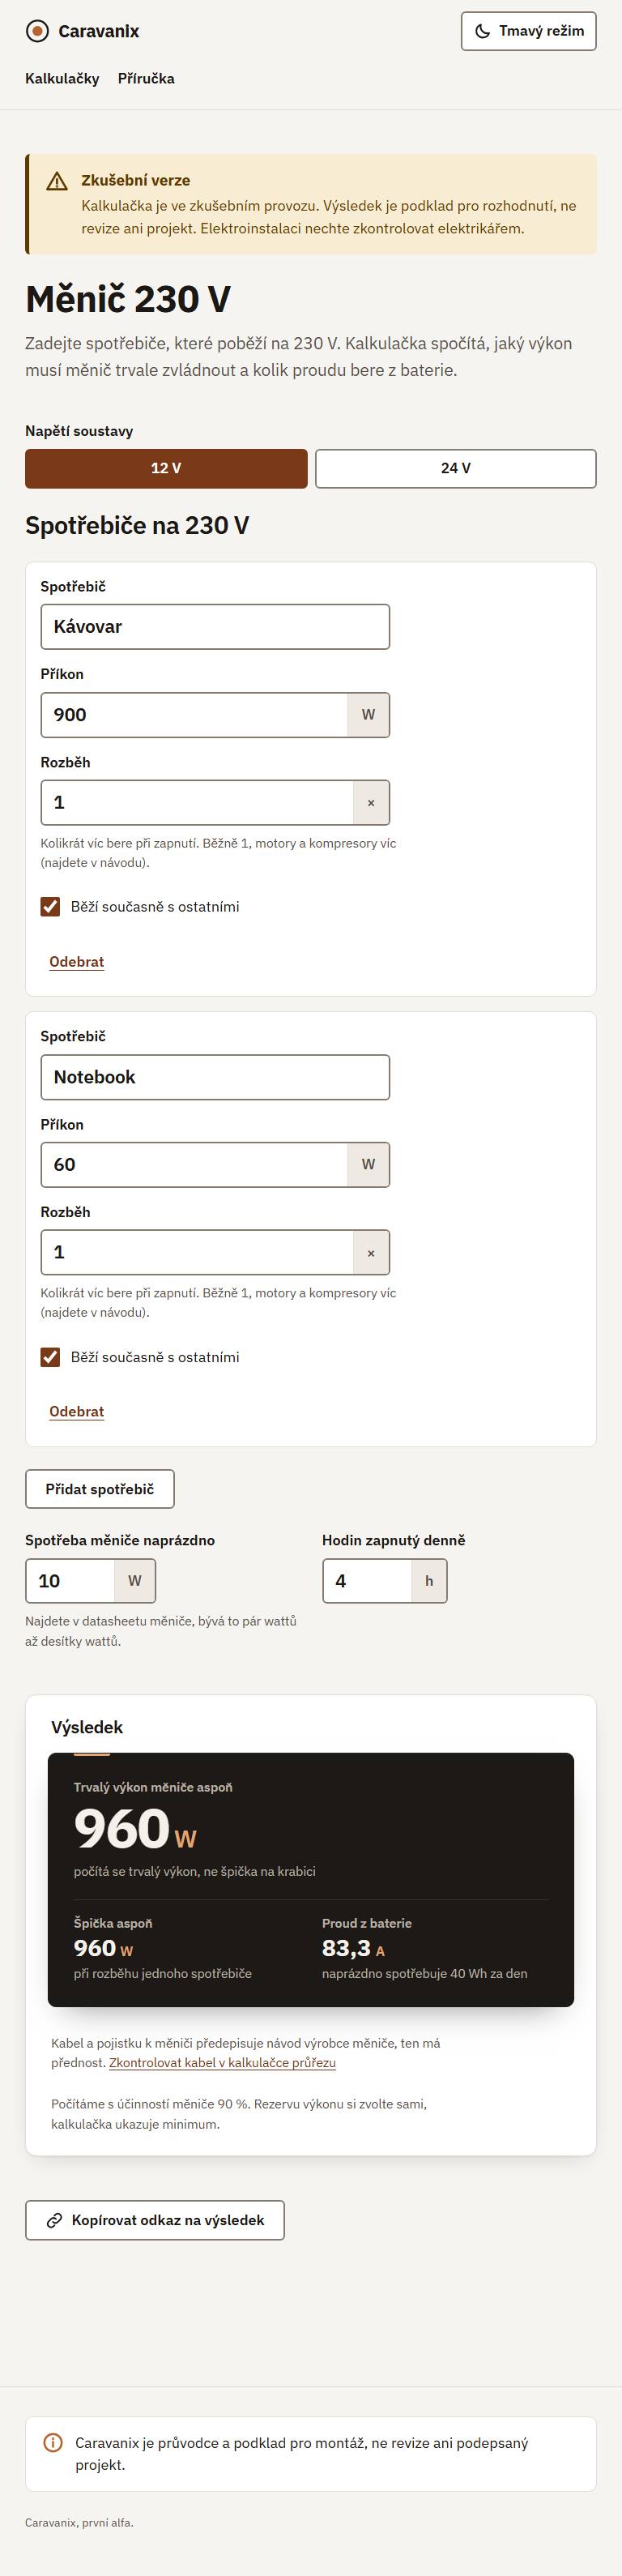 Caravanix
Tmavý režim
Kalkulačky
Příručka
Zkušební verze
Kalkulačka je ve zkušebním provozu. Výsledek je podklad pro rozhodnutí, ne
revize ani projekt. Elektroinstalaci nechte zkontrolovat elektrikářem.
Měnič 230 V
Zadejte spotřebiče, které poběží na 230 V. Kalkulačka spočítá, jaký výkon
musí měnič trvale zvládnout a kolik proudu bere z baterie.
Napětí soustavy
12 V
24 V
Spotřebiče na 230 V
Spotřebič
Kávovar
Příkon
900
W
Rozběh
1
×
Kolikrát víc bere při zapnutí. Běžně 1, motory a kompresory víc
(najdete v návodu).
Běží současně s ostatními
Odebrat
Spotřebič
Notebook
Příkon
60
W
Rozběh
1
×
Kolikrát víc bere při zapnutí. Běžně 1, motory a kompresory víc
(najdete v návodu).
Běží současně s ostatními
Odebrat
Přidat spotřebič
Spotřeba měniče naprázdno
10
W
Najdete v datasheetu měniče, bývá to pár wattů
až desítky wattů.
Hodin zapnutý denně
4
h
Výsledek
Trvalý výkon měniče aspoň
960 W
počítá se trvalý výkon, ne špička na krabici
Špička aspoň
960 W
při rozběhu jednoho spotřebiče
Proud z baterie
83,3 A
naprázdno spotřebuje 40 Wh za den
Kabel a pojistku k měniči předepisuje návod výrobce měniče, ten má
přednost. Zkontrolovat kabel v kalkulačce průřezu
Počítáme s účinností měniče 90 %. Rezervu výkonu si zvolte sami,
kalkulačka ukazuje minimum.
Kopírovat odkaz na výsledek
Caravanix je průvodce a podklad pro montáž, ne revize ani podepsaný
projekt.
Caravanix, první alfa.